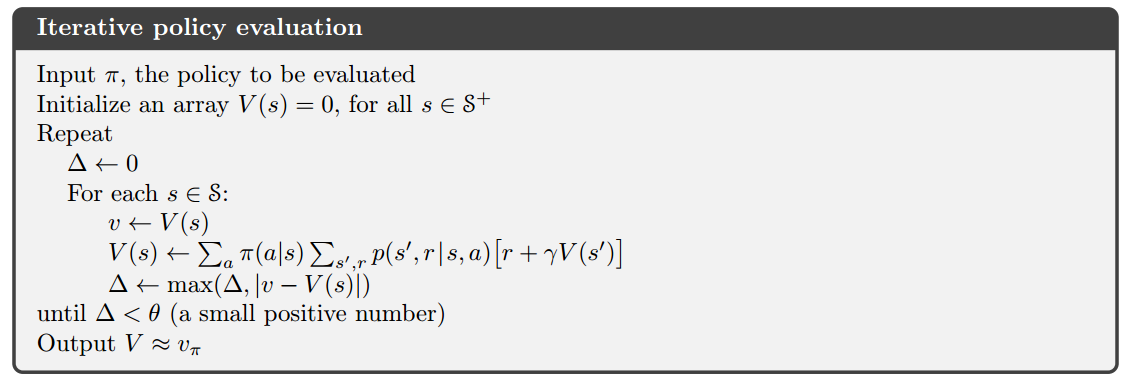 Iterative policy evaluation
Input π, the policy to be evaluated
Initialize an array V(s) = 0, for all s ∈ 𝒮⁺
Repeat
Δ ← 0
For each s ∈ 𝒮:
v ← V(s)
V(s) ← ∑ₐ π(a|s) ∑ₛ′,ᵣ p(s′, r|s, a)[r + γV(s′)]
Δ ← max(Δ, |v − V(s)|)
until Δ < θ (a small positive number)
Output V ≈ v_π